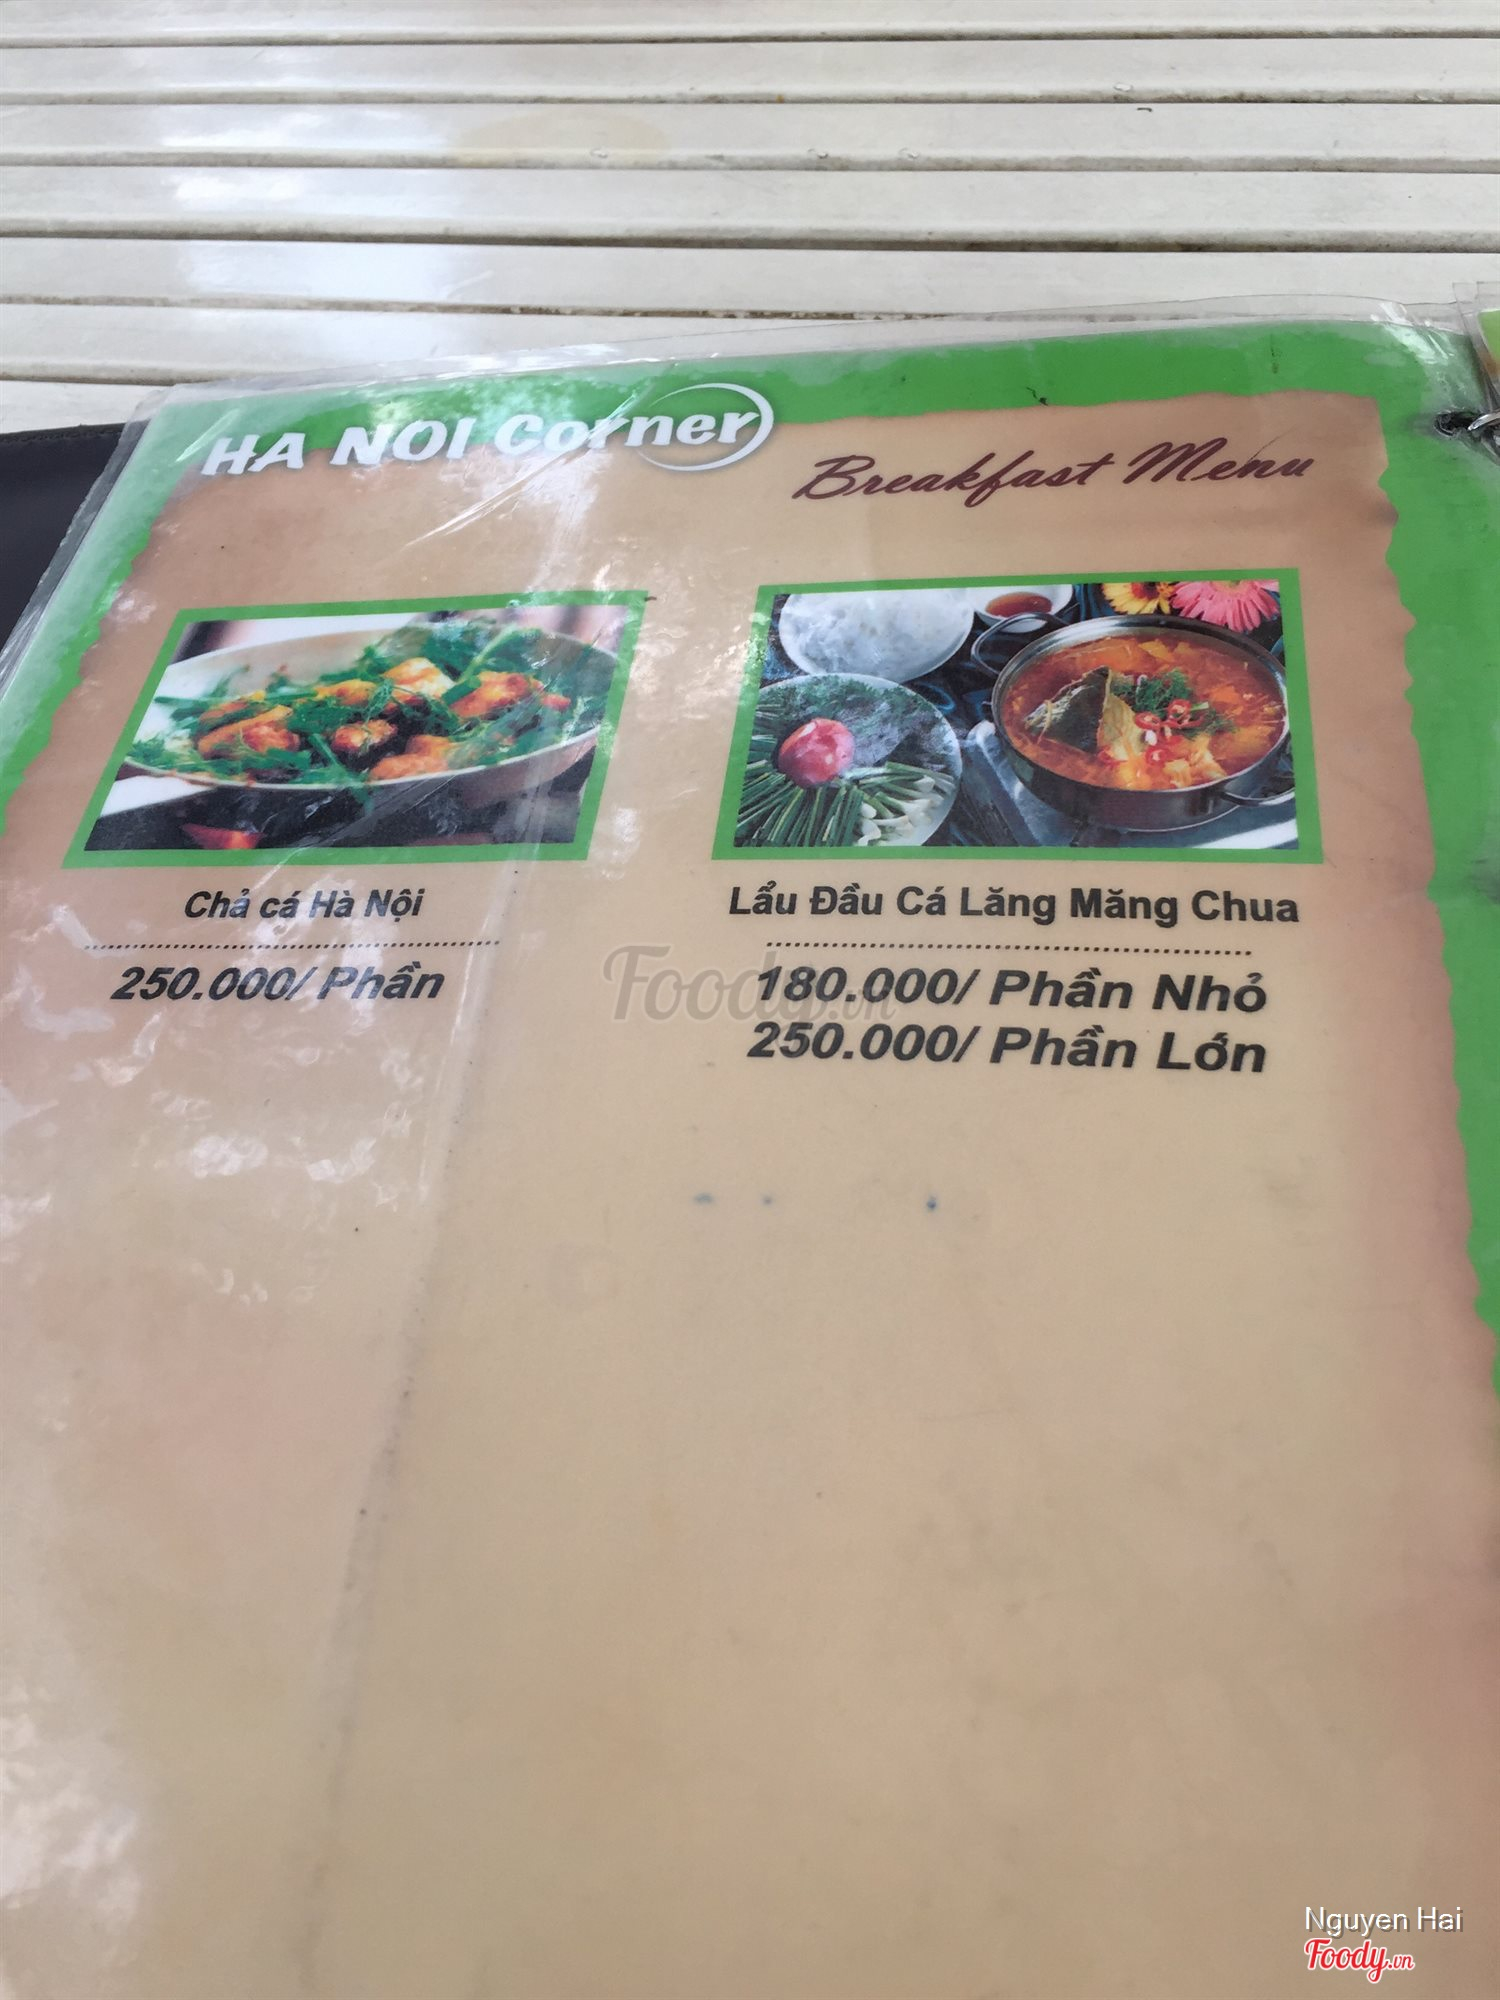 HA NOI Corner
Breakfast Menu
Chả cá Hà Nội
250.000/ Phần
Lẩu Đầu Cá Lăng Măng Chua
180.000/ Phần Nhỏ
250.000/ Phần Lớn
Foody.vn
Nguyen Hai
Foody.vn